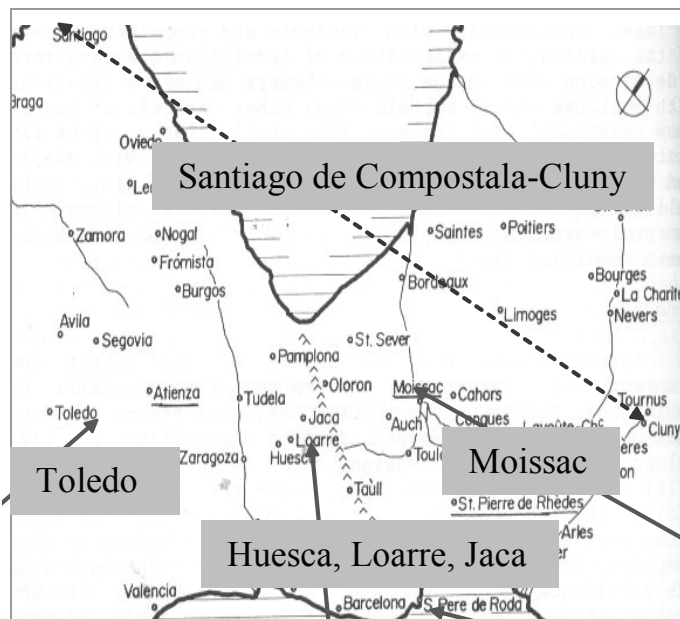 Santiago
Braga
Oviedo
Santiago de Compostala-Cluny
Zamora
Nogal
Saintes
Poitiers
Frómista
Burgos
Bordeaux
Bourges
La Charite
Nevers
Limoges
Avila
Segovia
St. Sever
Pamplona
Oloron
Moissac
Cahors
Tournus
Cluny
Toledo
Atienza
Tudela
Jaca
Auch
Loarre
Huesca
Zaragoza
Toledo
Moissac
Taüll
St. Pierre de Rhèdes
Arles
Huesca, Loarre, Jaca
Valencia
Barcelona
S. Pere de Roda